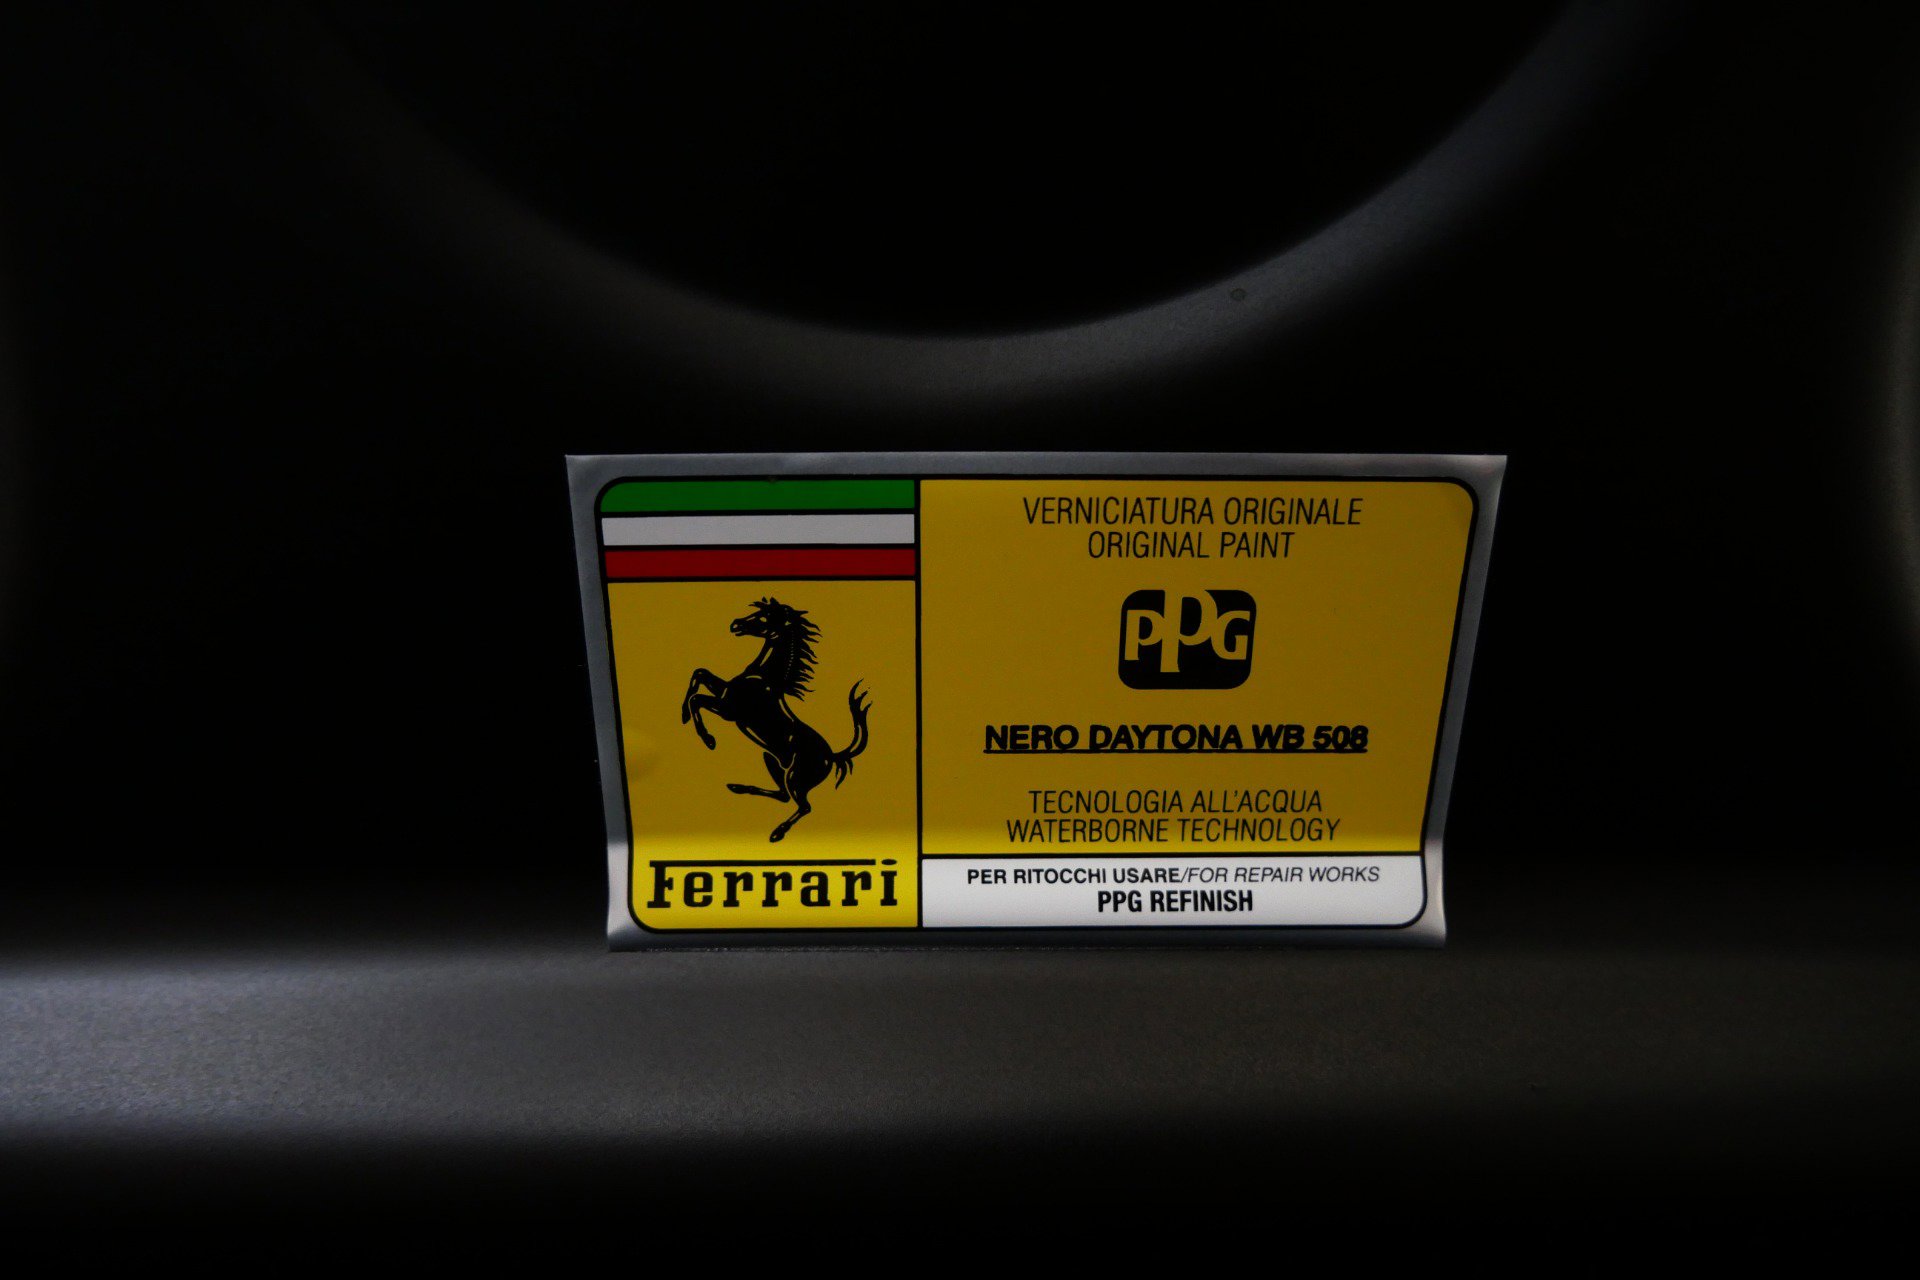 Ferrari
VERNICIATURA ORIGINALE
ORIGINAL PAINT
PPG
NERO DAYTONA WB 508
TECNOLOGIA ALL'ACQUA
WATERBORNE TECHNOLOGY
PER RITOCCHI USARE/FOR REPAIR WORKS
PPG REFINISH